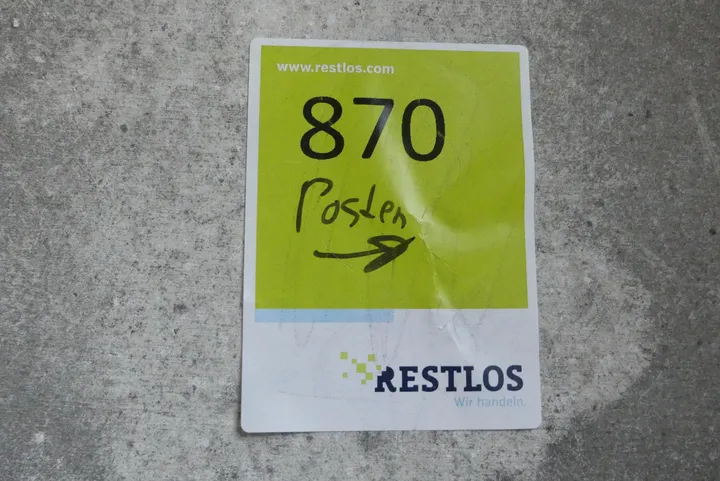 www.restlos.com
870
Posten
RESTLOS
Wir handeln.